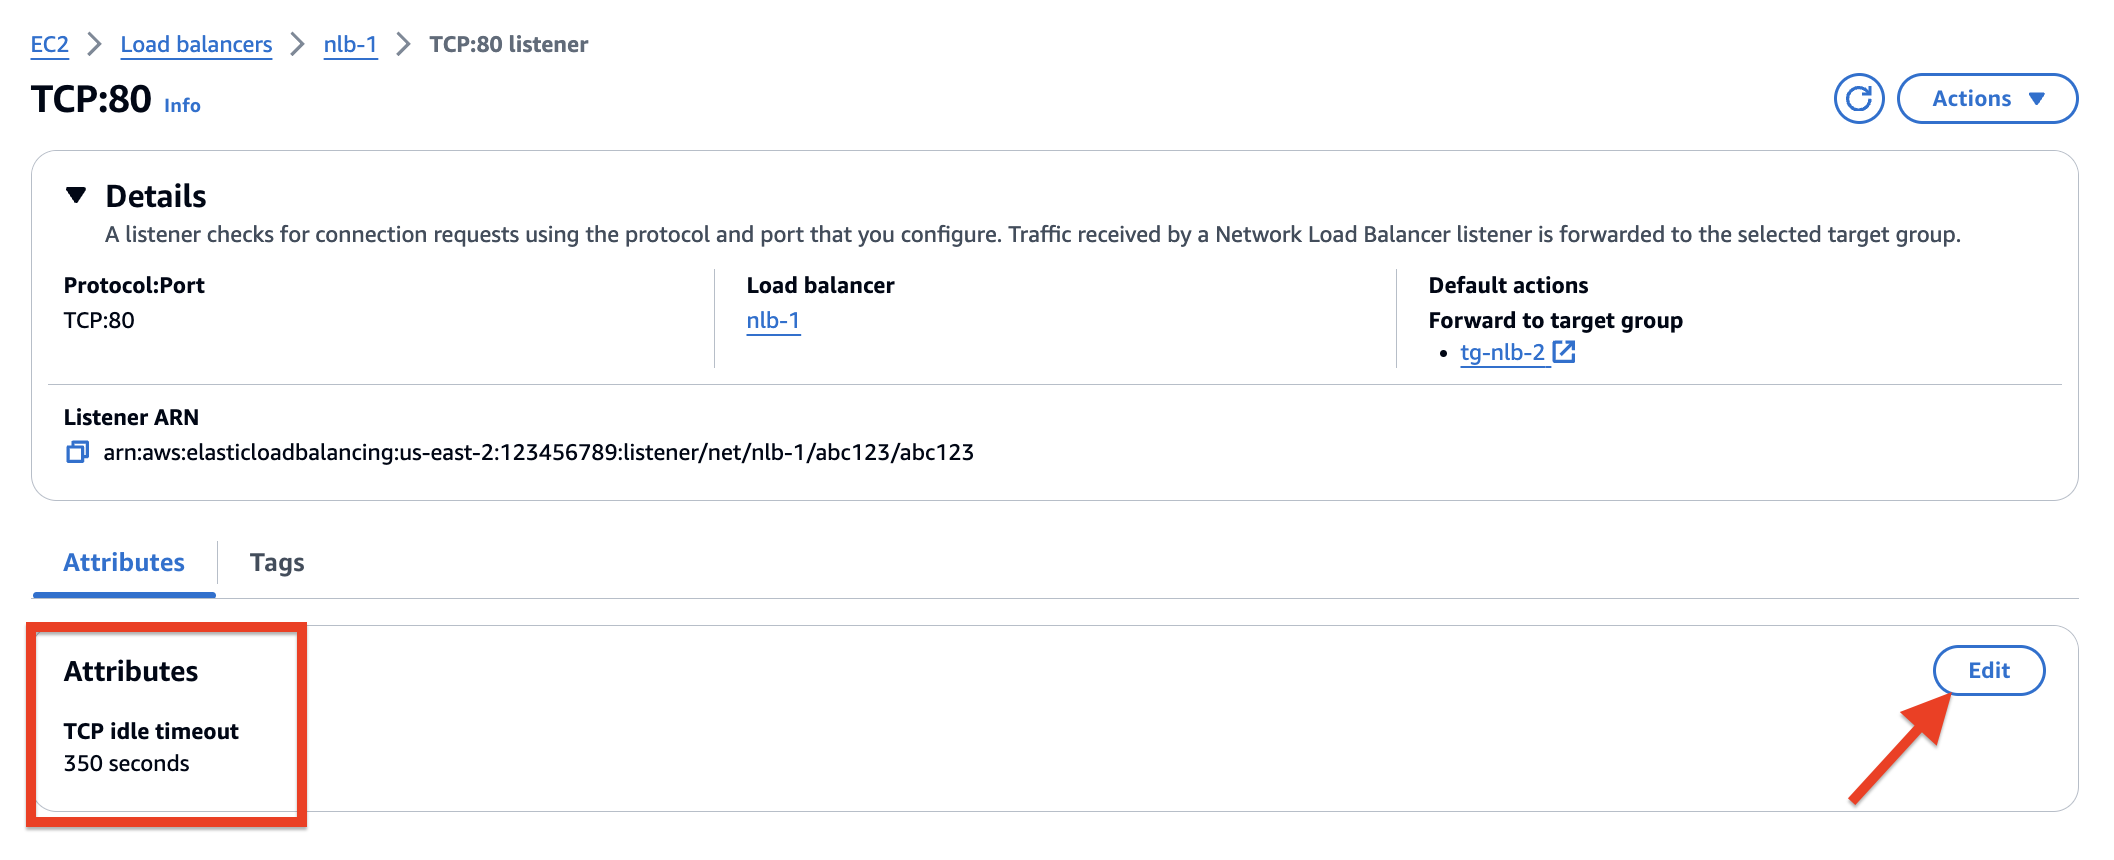 EC2 > Load balancers > nlb-1 > TCP:80 listener
TCP:80 Info
Actions
Details
A listener checks for connection requests using the protocol and port that you configure. Traffic received by a Network Load Balancer listener is forwarded to the selected target group.
Protocol:Port
TCP:80
Load balancer
nlb-1
Default actions
Forward to target group
• tg-nlb-2
Listener ARN
arn:aws:elasticloadbalancing:us-east-2:123456789:listener/net/nlb-1/abc123/abc123
Attributes
Tags
Attributes
Edit
TCP idle timeout
350 seconds